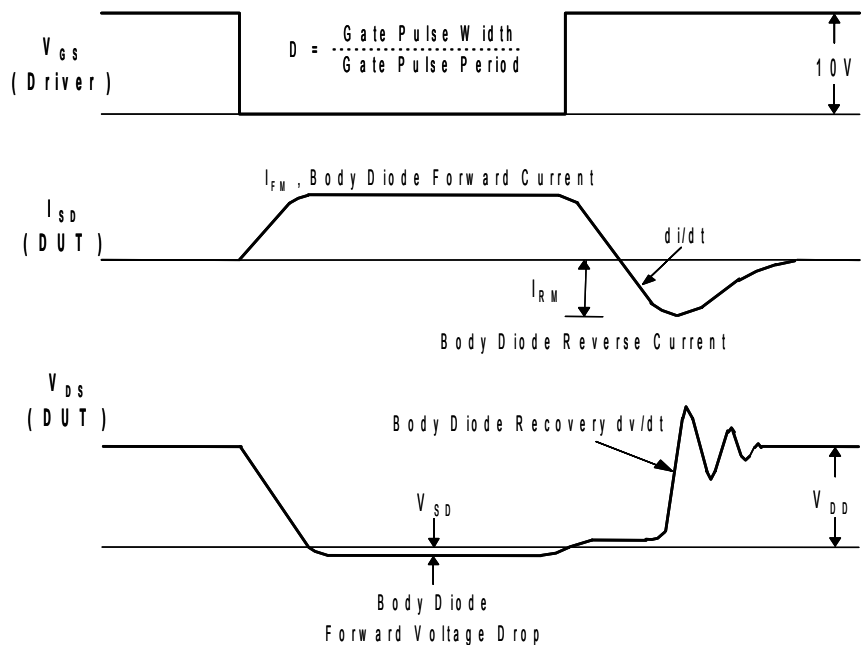 V_GS
(Driver)
D = Gate Pulse Width
Gate Pulse Period
10V
I_FM , Body Diode Forward Current
I_SD
(DUT)
di/dt
I_RM
Body Diode Reverse Current
V_DS
(DUT)
Body Diode Recovery dv/dt
V_SD
V_DD
Body Diode
Forward Voltage Drop